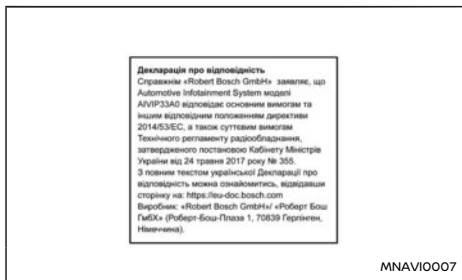 Декларація про відповідність
Справжнім «Robert Bosch GmbH» заявляє, що
Automotive Infotainment System моделі
AIVIP33A0 відповідає основним вимогам та
іншим відповідним положенням директиви
2014/53/EC, а також суттєвим вимогам
Технічного регламенту радіообладнання,
затвердженого постановою Кабінету Міністрів
України від 24 травня 2017 року № 355.
З повним текстом української Декларації про
відповідність можна ознайомитись, відвідавши
сторінку на: https://eu-doc.bosch.com
Виробник: «Robert Bosch GmbH»/ «Роберт Бош
ГмбХ» (Роберт-Бош-Плаза 1, 70839 Герлінген,
Німеччина).
MNAVI0007